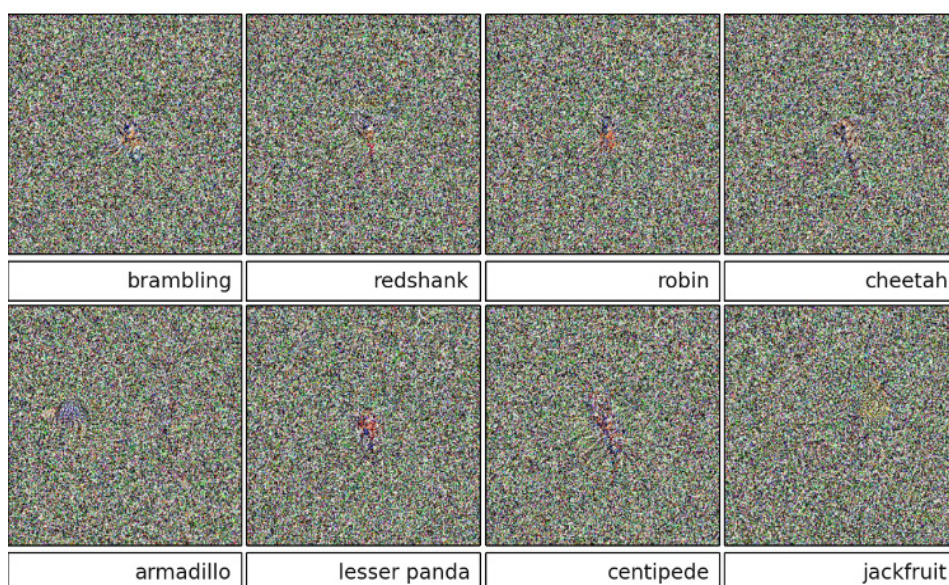 brambling
redshank
robin
cheetah
armadillo
lesser panda
centipede
jackfruit